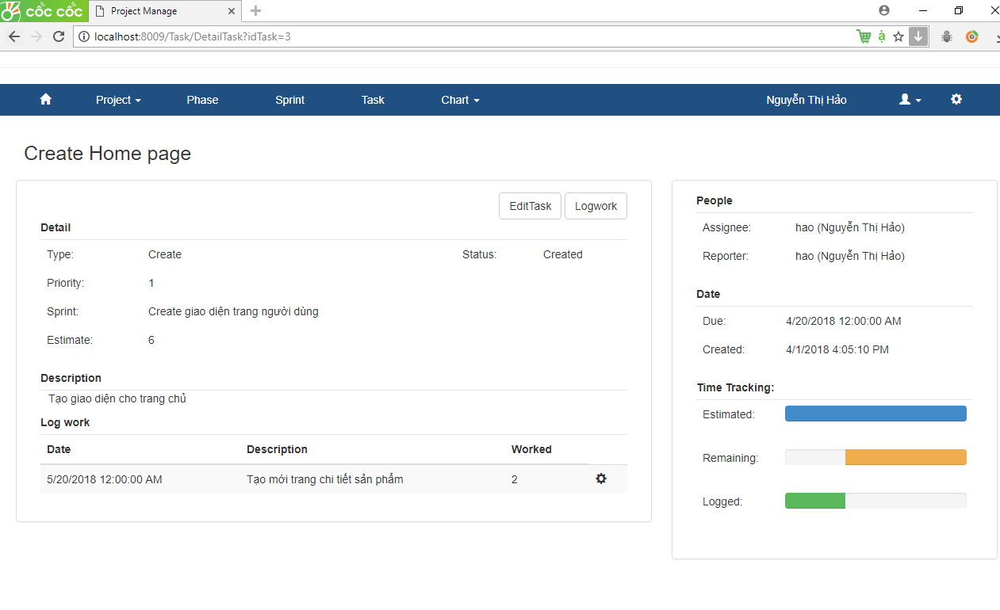 cốc cốc Project Manage
localhost:8009/Task/DetailTask?idTask=3 à
Project Phase Sprint Task Chart Nguyễn Thị Hảo
Create Home page
EditTask Logwork
Detail
Type: Create Status: Created
Priority: 1
Sprint: Create giao diện trang người dùng
Estimate: 6
Description
Tạo giao diện cho trang chủ
Log work
Date Description Worked
5/20/2018 12:00:00 AM Tạo mới trang chi tiết sản phẩm 2
People
Assignee: hao (Nguyễn Thị Hảo)
Reporter: hao (Nguyễn Thị Hảo)
Date
Due: 4/20/2018 12:00:00 AM
Created: 4/1/2018 4:05:10 PM
Time Tracking:
Estimated:
Remaining:
Logged: